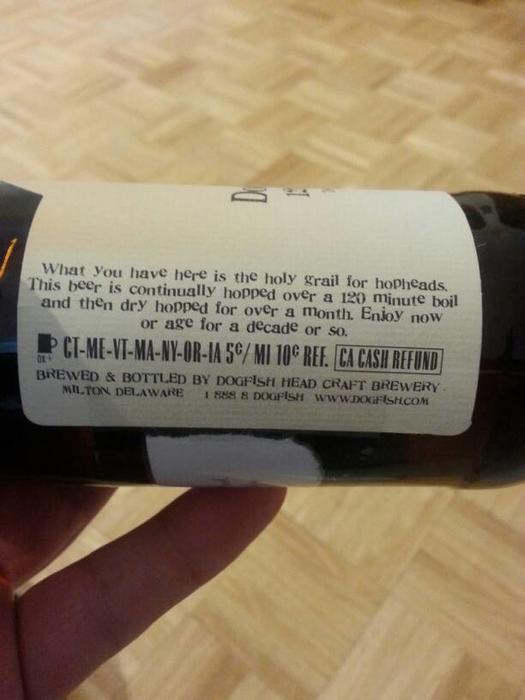 What you have here is the holy grail for hopheads.
This beer is continually hopped over a 120 minute boil
and then dry hopped for over a month. Enjoy now
or age for a decade or so.
OK+ CT-ME-VT-MA-NY-OR-IA 5¢/ MI 10¢ REF. CA CASH REFUND
BREWED & BOTTLED BY DOGFISH HEAD CRAFT BREWERY
MILTON, DELAWARE 1 888 8 DOGFISH WWW.DOGFISH.COM